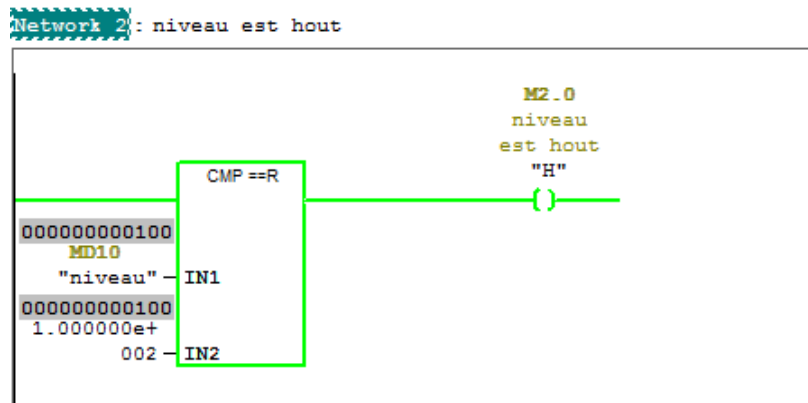 Network 2: niveau est hout
M2.0
niveau
est hout
"H"
CMP ==R
( )
000000000100
MD10
"niveau" IN1
000000000100
1.000000e+
002 IN2